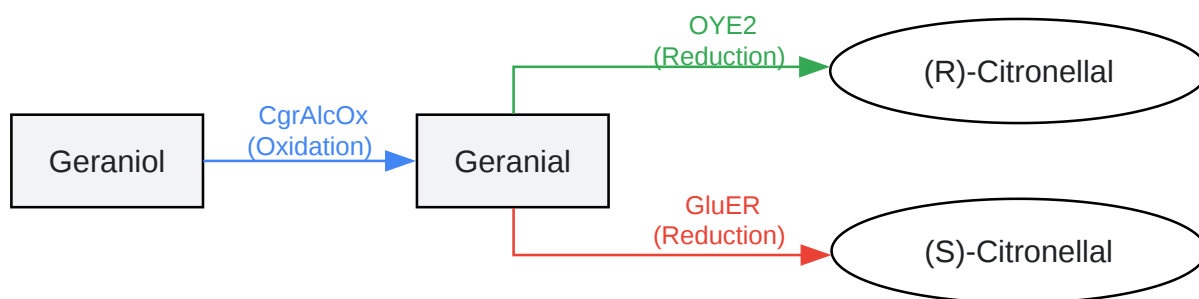 Geraniol
CgrAlcOx
(Oxidation)
Geranial
OYE2
(Reduction)
(R)-Citronellal
GluER
(Reduction)
(S)-Citronellal